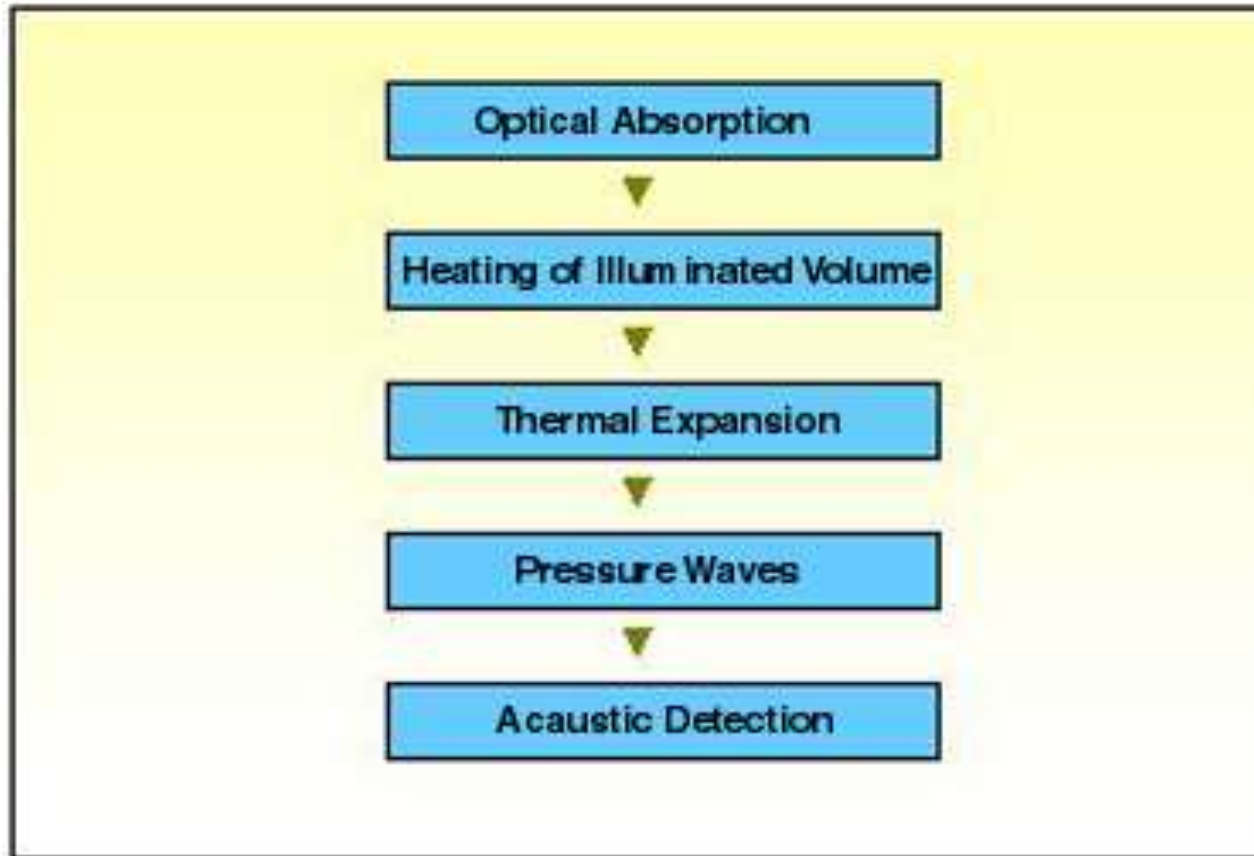 Optical Absorption
Heating of Illuminated Volume
Thermal Expansion
Pressure Waves
Acaustic Detection